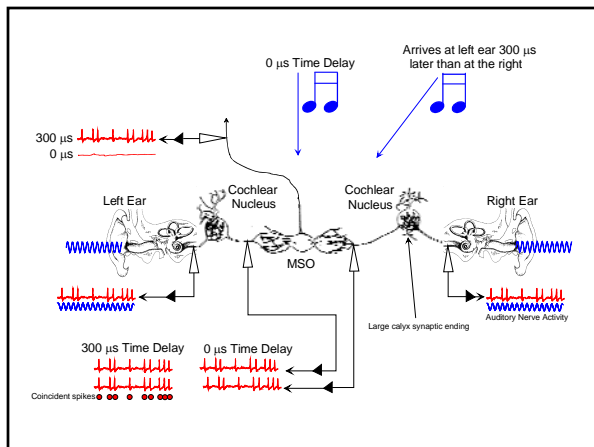 0 μs Time Delay
Arrives at left ear 300 μs
later than at the right
300 μs
0 μs
Left Ear
Cochlear
Nucleus
Cochlear
Nucleus
Right Ear
MSO
Large calyx synaptic ending
Auditory Nerve Activity
300 μs Time Delay
0 μs Time Delay
Coincident spikes